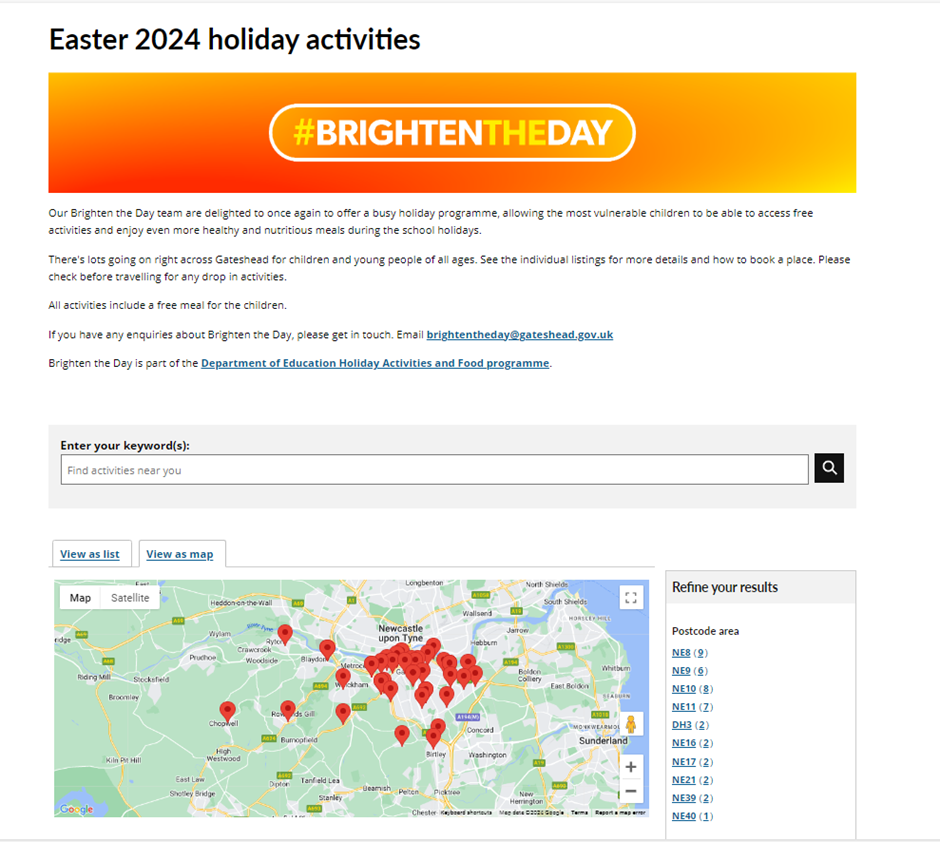 Easter 2024 holiday activities
#BRIGHTENTHEDAY
Our Brighten the Day team are delighted to once again to offer a busy holiday programme, allowing the most vulnerable children to be able to access free
activities and enjoy even more healthy and nutritious meals during the school holidays.
There's lots going on right across Gateshead for children and young people of all ages. See the individual listings for more details and how to book a place. Please
check before travelling for any drop in activities.
All activities include a free meal for the children.
If you have any enquiries about Brighten the Day, please get in touch. Email brightentheday@gateshead.gov.uk
Brighten the Day is part of the Department of Education Holiday Activities and Food programme.
Enter your keyword(s):
Find activities near you
View as list
View as map
Map
Satellite
Longbenton
North Shields
South Shields
Heddon-on-the-Wall
Wallsend
Newcastle
upon Tyne
Wylam
Jarrow
Hebburn
Prudhoe
Crawcrook
Woodside
Blaydon
Whitburn
Riding Mill
Stocksfield
Boldon
Colliery
East Boldon
Broomley
Chopwell
Concord
Sunderland
High
Westwood
Burnopfield
Kiln Pit Hill
Birtley
Washington
East Law
Dipton
Tanfield Lea
Shotley Bridge
Stanley
Beamish
Pelton
Picktree
New
Herrington
Chester
Google
Keyboard shortcuts
Map data ©2026 Google
Terms
Report a map error
Refine your results
Postcode area
NE8 (9)
NE9 (6)
NE10 (8)
NE11 (7)
DH3 (2)
NE16 (2)
NE17 (2)
NE21 (2)
NE39 (2)
NE40 (1)